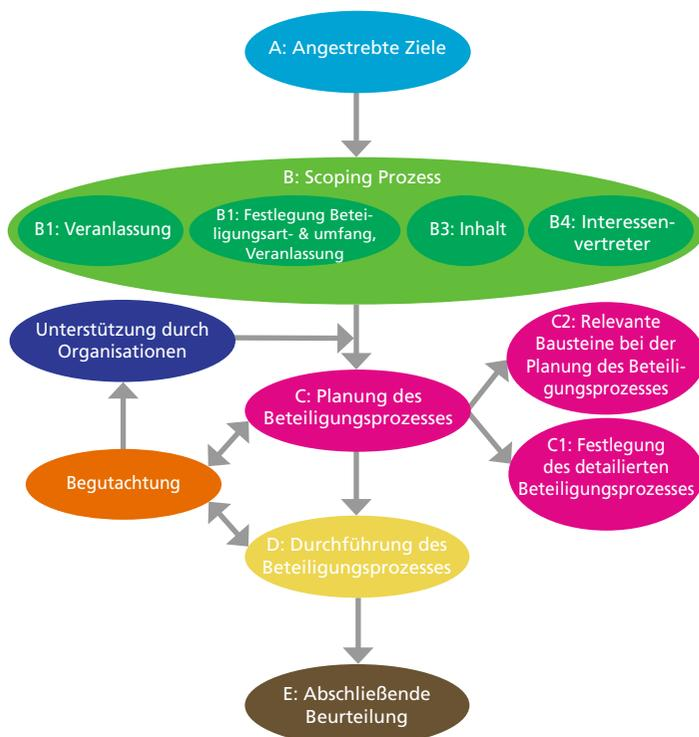 A: Angestrebte Ziele
B: Scoping Prozess
B1: Veranlassung
B1: Festlegung Betei-
ligungsart- & umfang,
Veranlassung
B3: Inhalt
B4: Interessen-
vertreter
Unterstützung durch
Organisationen
C2: Relevante
Bausteine bei der
Planung des Beteili-
gungsprozesses
C: Planung des
Beteiligungsprozesses
C1: Festlegung
des detailierten
Beteiligungsprozesses
Begutachtung
D: Durchführung des
Beteiligungsprozesses
E: Abschließende
Beurteilung